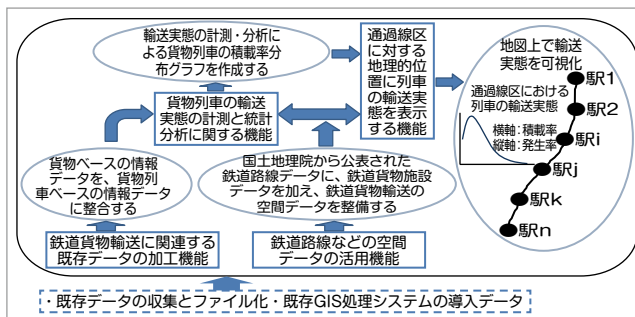 輸送実態の計測・分析に
よる貨物列車の積載率分
布グラフを作成する
通過線区
に対する
地理的位
置に列車
の輸送実
態を表示
する機能
地図上で輸送
実態を可視化
通過線区における
列車の輸送実態
横軸：積載率
縦軸：発生率
駅1
駅2
駅i
駅j
駅k
駅n
貨物列車の輸送
実態の計測と統計
分析に関する機能
貨物ベースの情報
データを、貨物列
車ベースの情報データ
に整合する
国土地理院から公表された
鉄道路線データに、鉄道貨物施設
データを加え、鉄道貨物輸送の
空間データを整備する
鉄道貨物輸送に関連する
既存データの加工機能
鉄道路線などの空間
データの活用機能
・既存データの収集とファイル化・既存GIS処理システムの導入データ